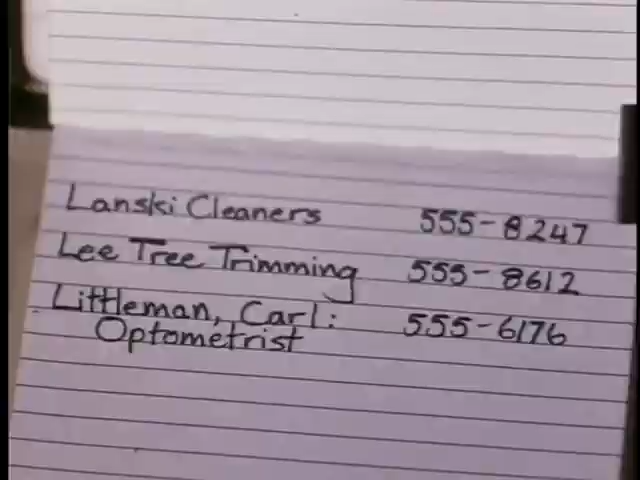 Lanski Cleaners 555-8247
Lee Tree Trimming 555-8612
Littleman, Carl: 555-6176
Optometrist